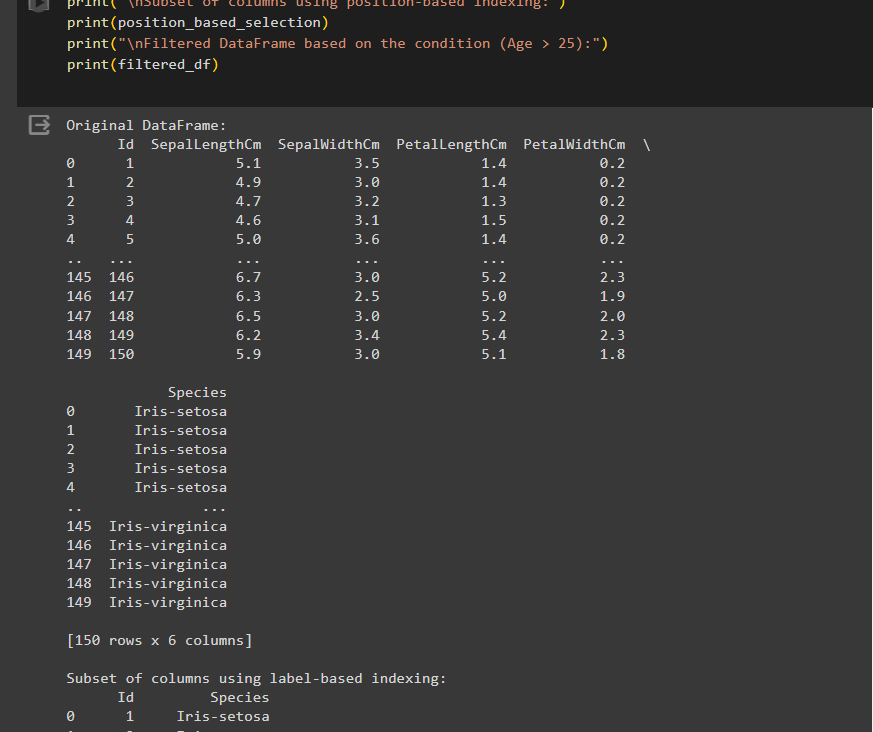 print("\nSubset of columns using position-based indexing:")
print(position_based_selection)
print("\nFiltered DataFrame based on the condition (Age > 25):")
print(filtered_df)
Original DataFrame:
Id SepalLengthCm SepalWidthCm PetalLengthCm PetalWidthCm \
0 1 5.1 3.5 1.4 0.2
1 2 4.9 3.0 1.4 0.2
2 3 4.7 3.2 1.3 0.2
3 4 4.6 3.1 1.5 0.2
4 5 5.0 3.6 1.4 0.2
.. ... ... ... ... ...
145 146 6.7 3.0 5.2 2.3
146 147 6.3 2.5 5.0 1.9
147 148 6.5 3.0 5.2 2.0
148 149 6.2 3.4 5.4 2.3
149 150 5.9 3.0 5.1 1.8
Species
0 Iris-setosa
1 Iris-setosa
2 Iris-setosa
3 Iris-setosa
4 Iris-setosa
.. ...
145 Iris-virginica
146 Iris-virginica
147 Iris-virginica
148 Iris-virginica
149 Iris-virginica
[150 rows x 6 columns]
Subset of columns using label-based indexing:
Id Species
0 1 Iris-setosa